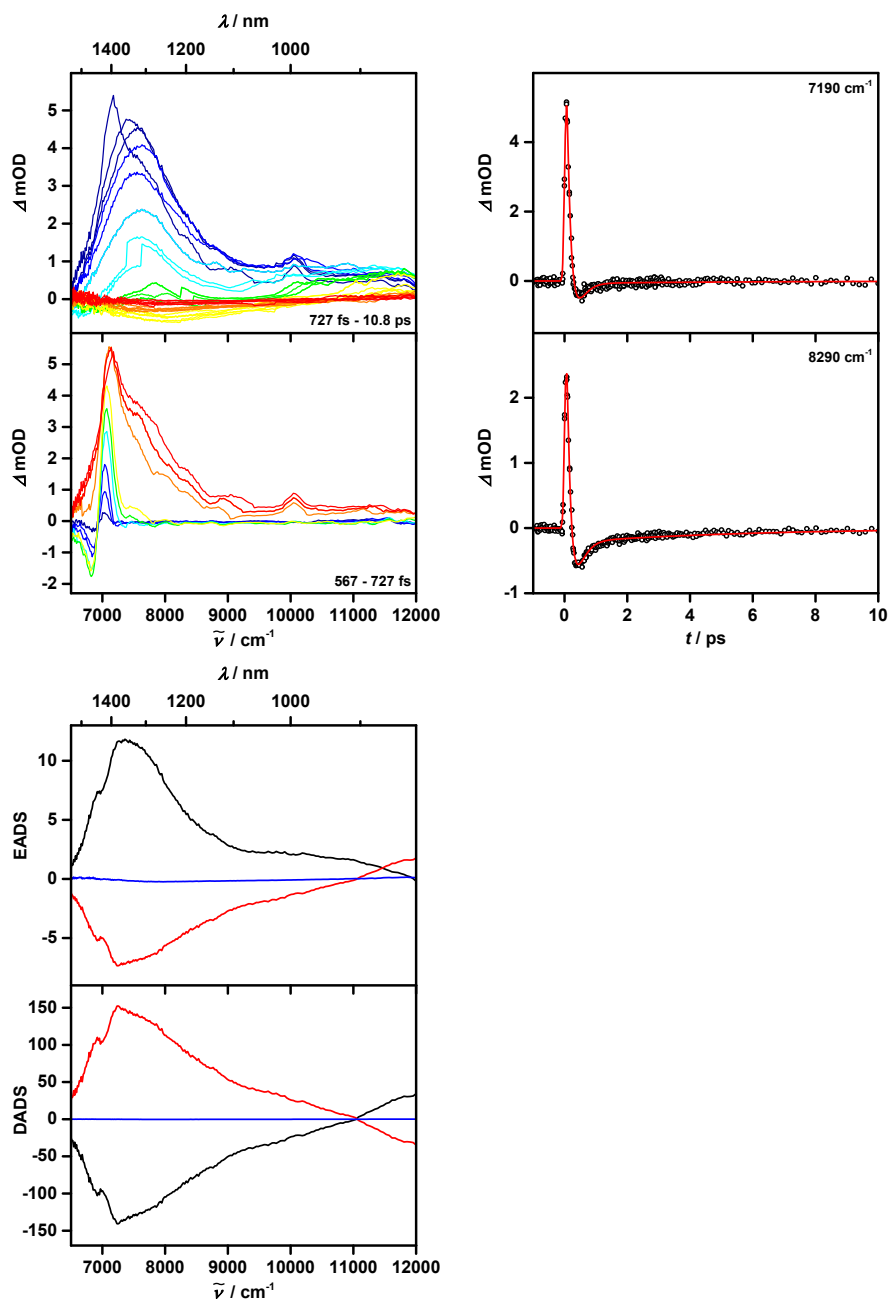 λ / nm
1400 1200 1000
5
4
3
2
1
0
Δ mOD
727 fs - 10.8 ps
5
4
3
2
1
0
-1
-2
Δ mOD
567 - 727 fs
7000 8000 9000 10000 11000 12000
ν̃ / cm⁻¹
7190 cm⁻¹
4
2
0
Δ mOD
8290 cm⁻¹
2
1
0
-1
Δ mOD
0 2 4 6 8 10
t / ps
λ / nm
1400 1200 1000
10
5
0
-5
EADS
150
100
50
0
-50
-100
-150
DADS
7000 8000 9000 10000 11000 12000
ν̃ / cm⁻¹